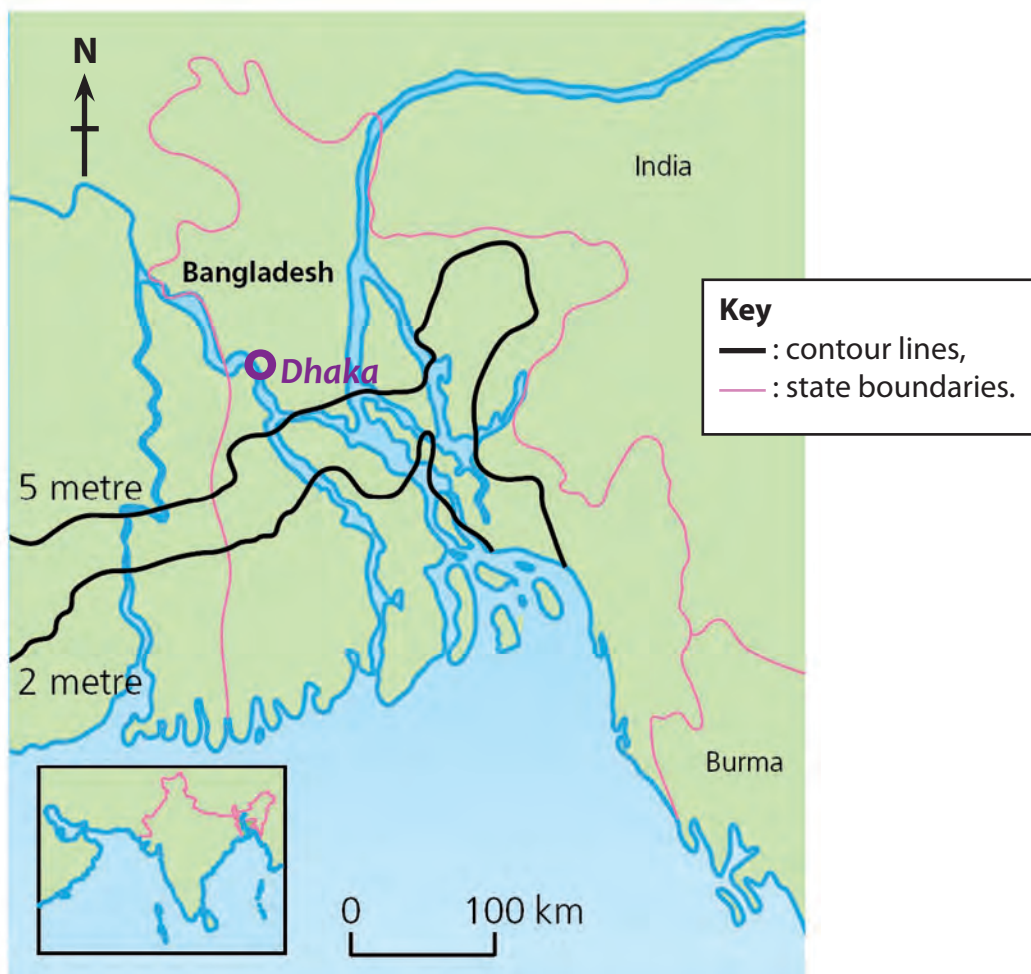 N
India
Bangladesh
Dhaka
Key
: contour lines,
: state boundaries.
5 metre
2 metre
Burma
0 100 km